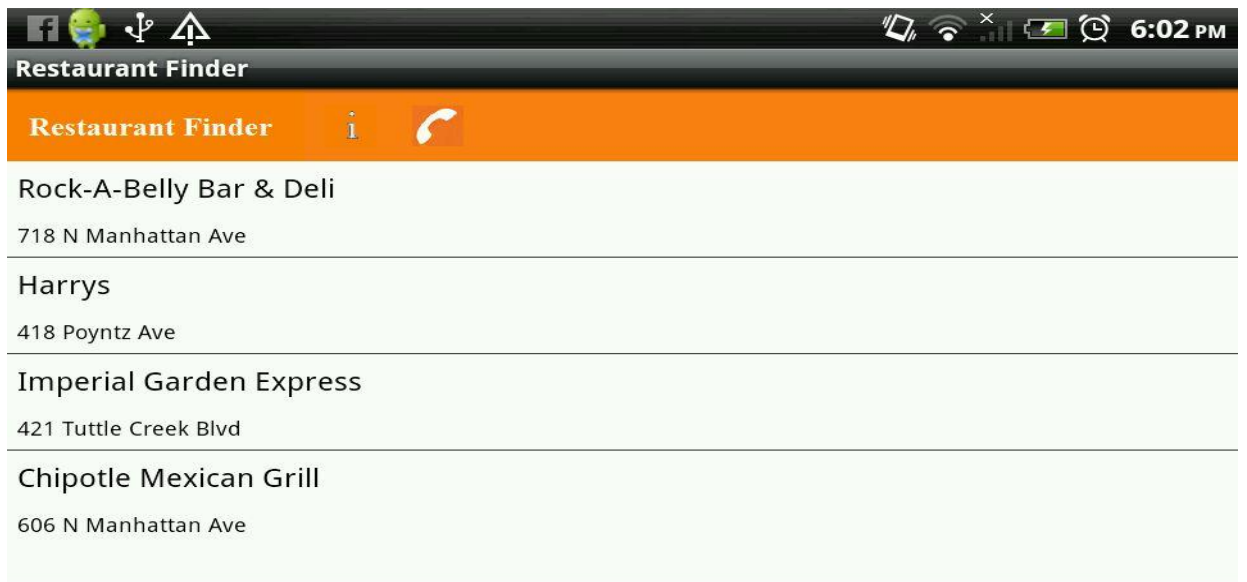 6:02 PM
Restaurant Finder
Restaurant Finder i
Rock-A-Belly Bar & Deli
718 N Manhattan Ave
Harrys
418 Poyntz Ave
Imperial Garden Express
421 Tuttle Creek Blvd
Chipotle Mexican Grill
606 N Manhattan Ave